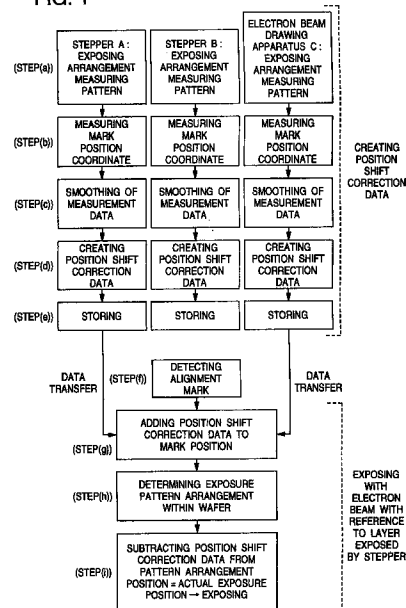 FIG. 1
(STEP(a))
STEPPER A :
EXPOSING
ARRANGEMENT
MEASURING
PATTERN
STEPPER B :
EXPOSING
ARRANGEMENT
MEASURING
PATTERN
ELECTRON BEAM
DRAWING
APPARATUS C :
EXPOSING
ARRANGEMENT
MEASURING
PATTERN
(STEP(b))
MEASURING
MARK
POSITION
COORDINATE
MEASURING
MARK
POSITION
COORDINATE
MEASURING
MARK
POSITION
COORDINATE
CREATING
POSITION
SHIFT
CORRECTION
DATA
(STEP(c))
SMOOTHING OF
MEASUREMENT
DATA
SMOOTHING OF
MEASUREMENT
DATA
SMOOTHING OF
MEASUREMENT
DATA
(STEP(d))
CREATING
POSITION SHIFT
CORRECTION
DATA
CREATING
POSITION SHIFT
CORRECTION
DATA
CREATING
POSITION SHIFT
CORRECTION
DATA
(STEP(e))
STORING
STORING
STORING
DATA
TRANSFER
(STEP(f))
DETECTING
ALIGNMENT
MARK
DATA
TRANSFER
(STEP(g))
ADDING POSITION SHIFT
CORRECTION DATA TO
MARK POSITION
(STEP(h))
DETERMINING EXPOSURE
PATTERN ARRANGEMENT
WITHIN WAFER
EXPOSING
WITH
ELECTRON
BEAM WITH
REFERENCE
TO LAYER
EXPOSED
BY STEPPER
(STEP(i))
SUBTRACTING POSITION SHIFT
CORRECTION DATA FROM
PATTERN ARRANGEMENT
POSITION = ACTUAL EXPOSURE
POSITION → EXPOSING